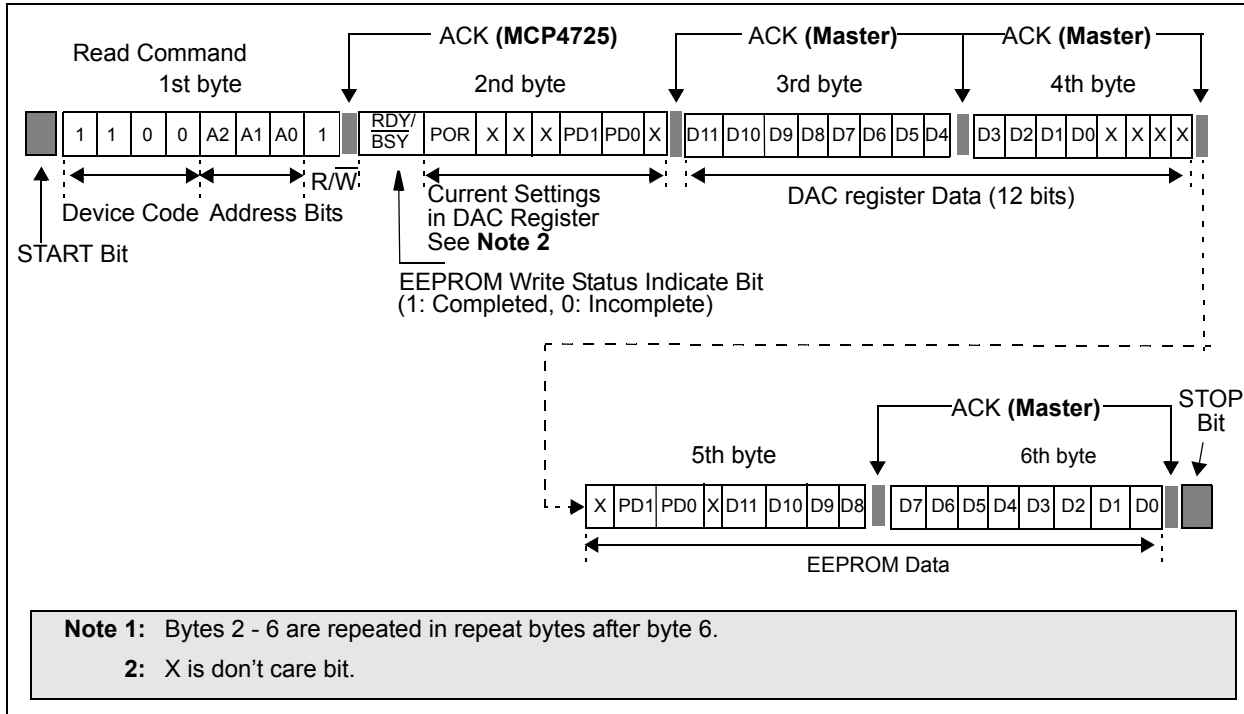 Read Command
1st byte
ACK (MCP4725)
2nd byte
ACK (Master)
3rd byte
ACK (Master)
4th byte
1 1 0 0 A2 A1 A0 1
RDY/
BSY
POR X X X PD1 PD0 X
D11 D10 D9 D8 D7 D6 D5 D4
D3 D2 D1 D0 X X X X
R/W
Device Code
Address Bits
START Bit
Current Settings
in DAC Register
See Note 2
DAC register Data (12 bits)
EEPROM Write Status Indicate Bit
(1: Completed, 0: Incomplete)
ACK (Master)
STOP
Bit
5th byte
6th byte
X PD1 PD0 X D11 D10 D9 D8
D7 D6 D5 D4 D3 D2 D1 D0
EEPROM Data
Note 1: Bytes 2 - 6 are repeated in repeat bytes after byte 6.
2: X is don't care bit.